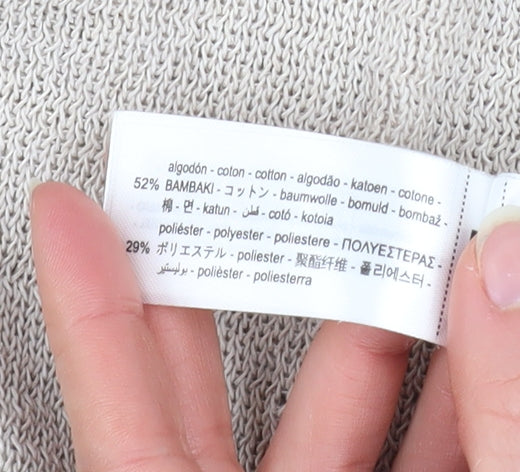 algodón - coton - cotton - algodão - katoen - cotone -
52% BAMBAKI - コットン - baumwolle - bomuld - bombaž -
棉 - 면 - katun - قطن - cotó - kotoia
poliéster - polyester - poliestere - ΠΟΛΥΕΣΤΕΡΑΣ -
29% ポリエステル - poliester - 聚酯纤维 - 폴리에스터 -
بوليستير - polièster - poliesterra